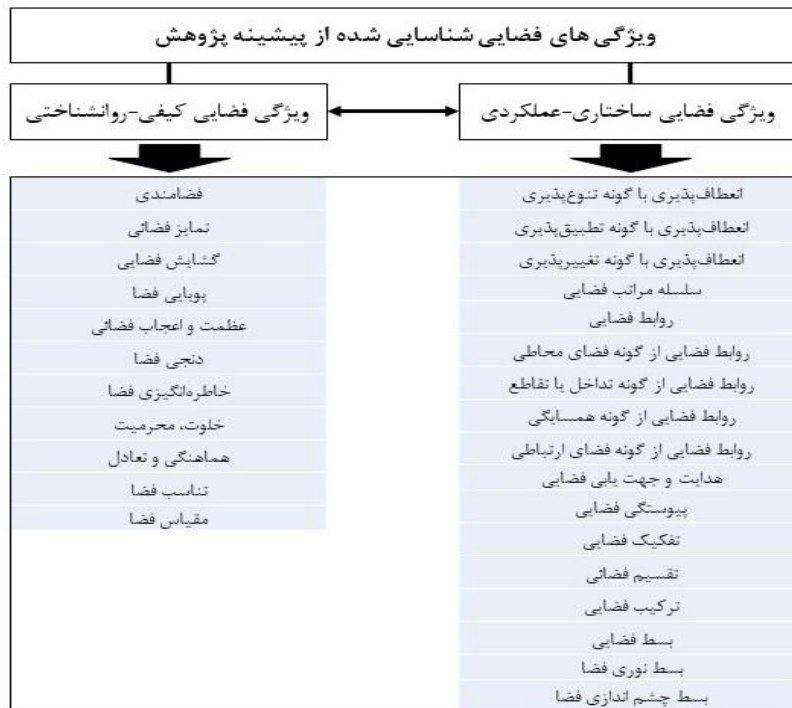 ویژگی های فضایی شناسایی شده از پیشینه پژوهش
ویژگی فضایی ساختاری-عملکردی
ویژگی فضایی کیفی-روانشناختی
انعطاف‌پذیری با گونه تنوع‌پذیری
انعطاف‌پذیری با گونه تطبیق‌پذیری
انعطاف‌پذیری با گونه تغییرپذیری
سلسله مراتب فضایی
روابط فضایی
روابط فضایی از گونه فضای محاطی
روابط فضایی از گونه تداخل یا تقاطع
روابط فضایی از گونه همسایگی
روابط فضایی از گونه فضای ارتباطی
هدایت و جهت یابی فضایی
پیوستگی فضایی
تفکیک فضایی
تقسیم فضائی
ترکیب فضایی
بسط فضایی
بسط نوری فضا
بسط چشم اندازی فضا
فضامندی
تمایز فضائی
گشایش فضایی
پویایی فضا
عظمت و اعجاب فضائی
دنجی فضا
خاطره‌انگیزی فضا
خلوت، محرمیت
هماهنگی و تعادل
تناسب فضا
مقیاس فضا